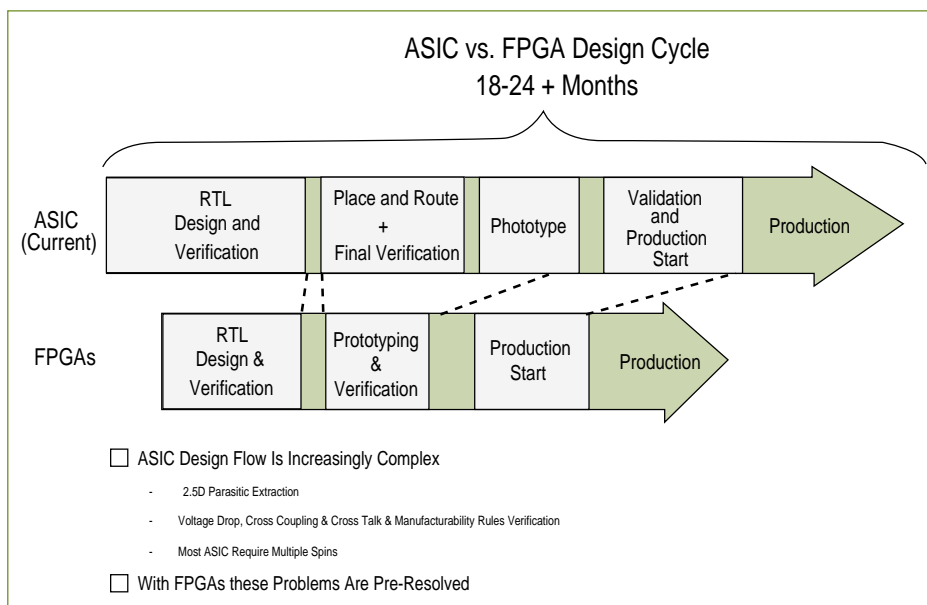 ASIC vs. FPGA Design Cycle
18-24 + Months
ASIC
(Current)
RTL
Design and
Verification
Place and Route
+
Final Verification
Phototype
Validation
and
Production
Start
Production
FPGAs
RTL
Design &
Verification
Prototyping
&
Verification
Production
Start
Production
ASIC Design Flow Is Increasingly Complex
- 2.5D Parasitic Extraction
- Voltage Drop, Cross Coupling & Cross Talk & Manufacturability Rules Verification
- Most ASIC Require Multiple Spins
With FPGAs these Problems Are Pre-Resolved